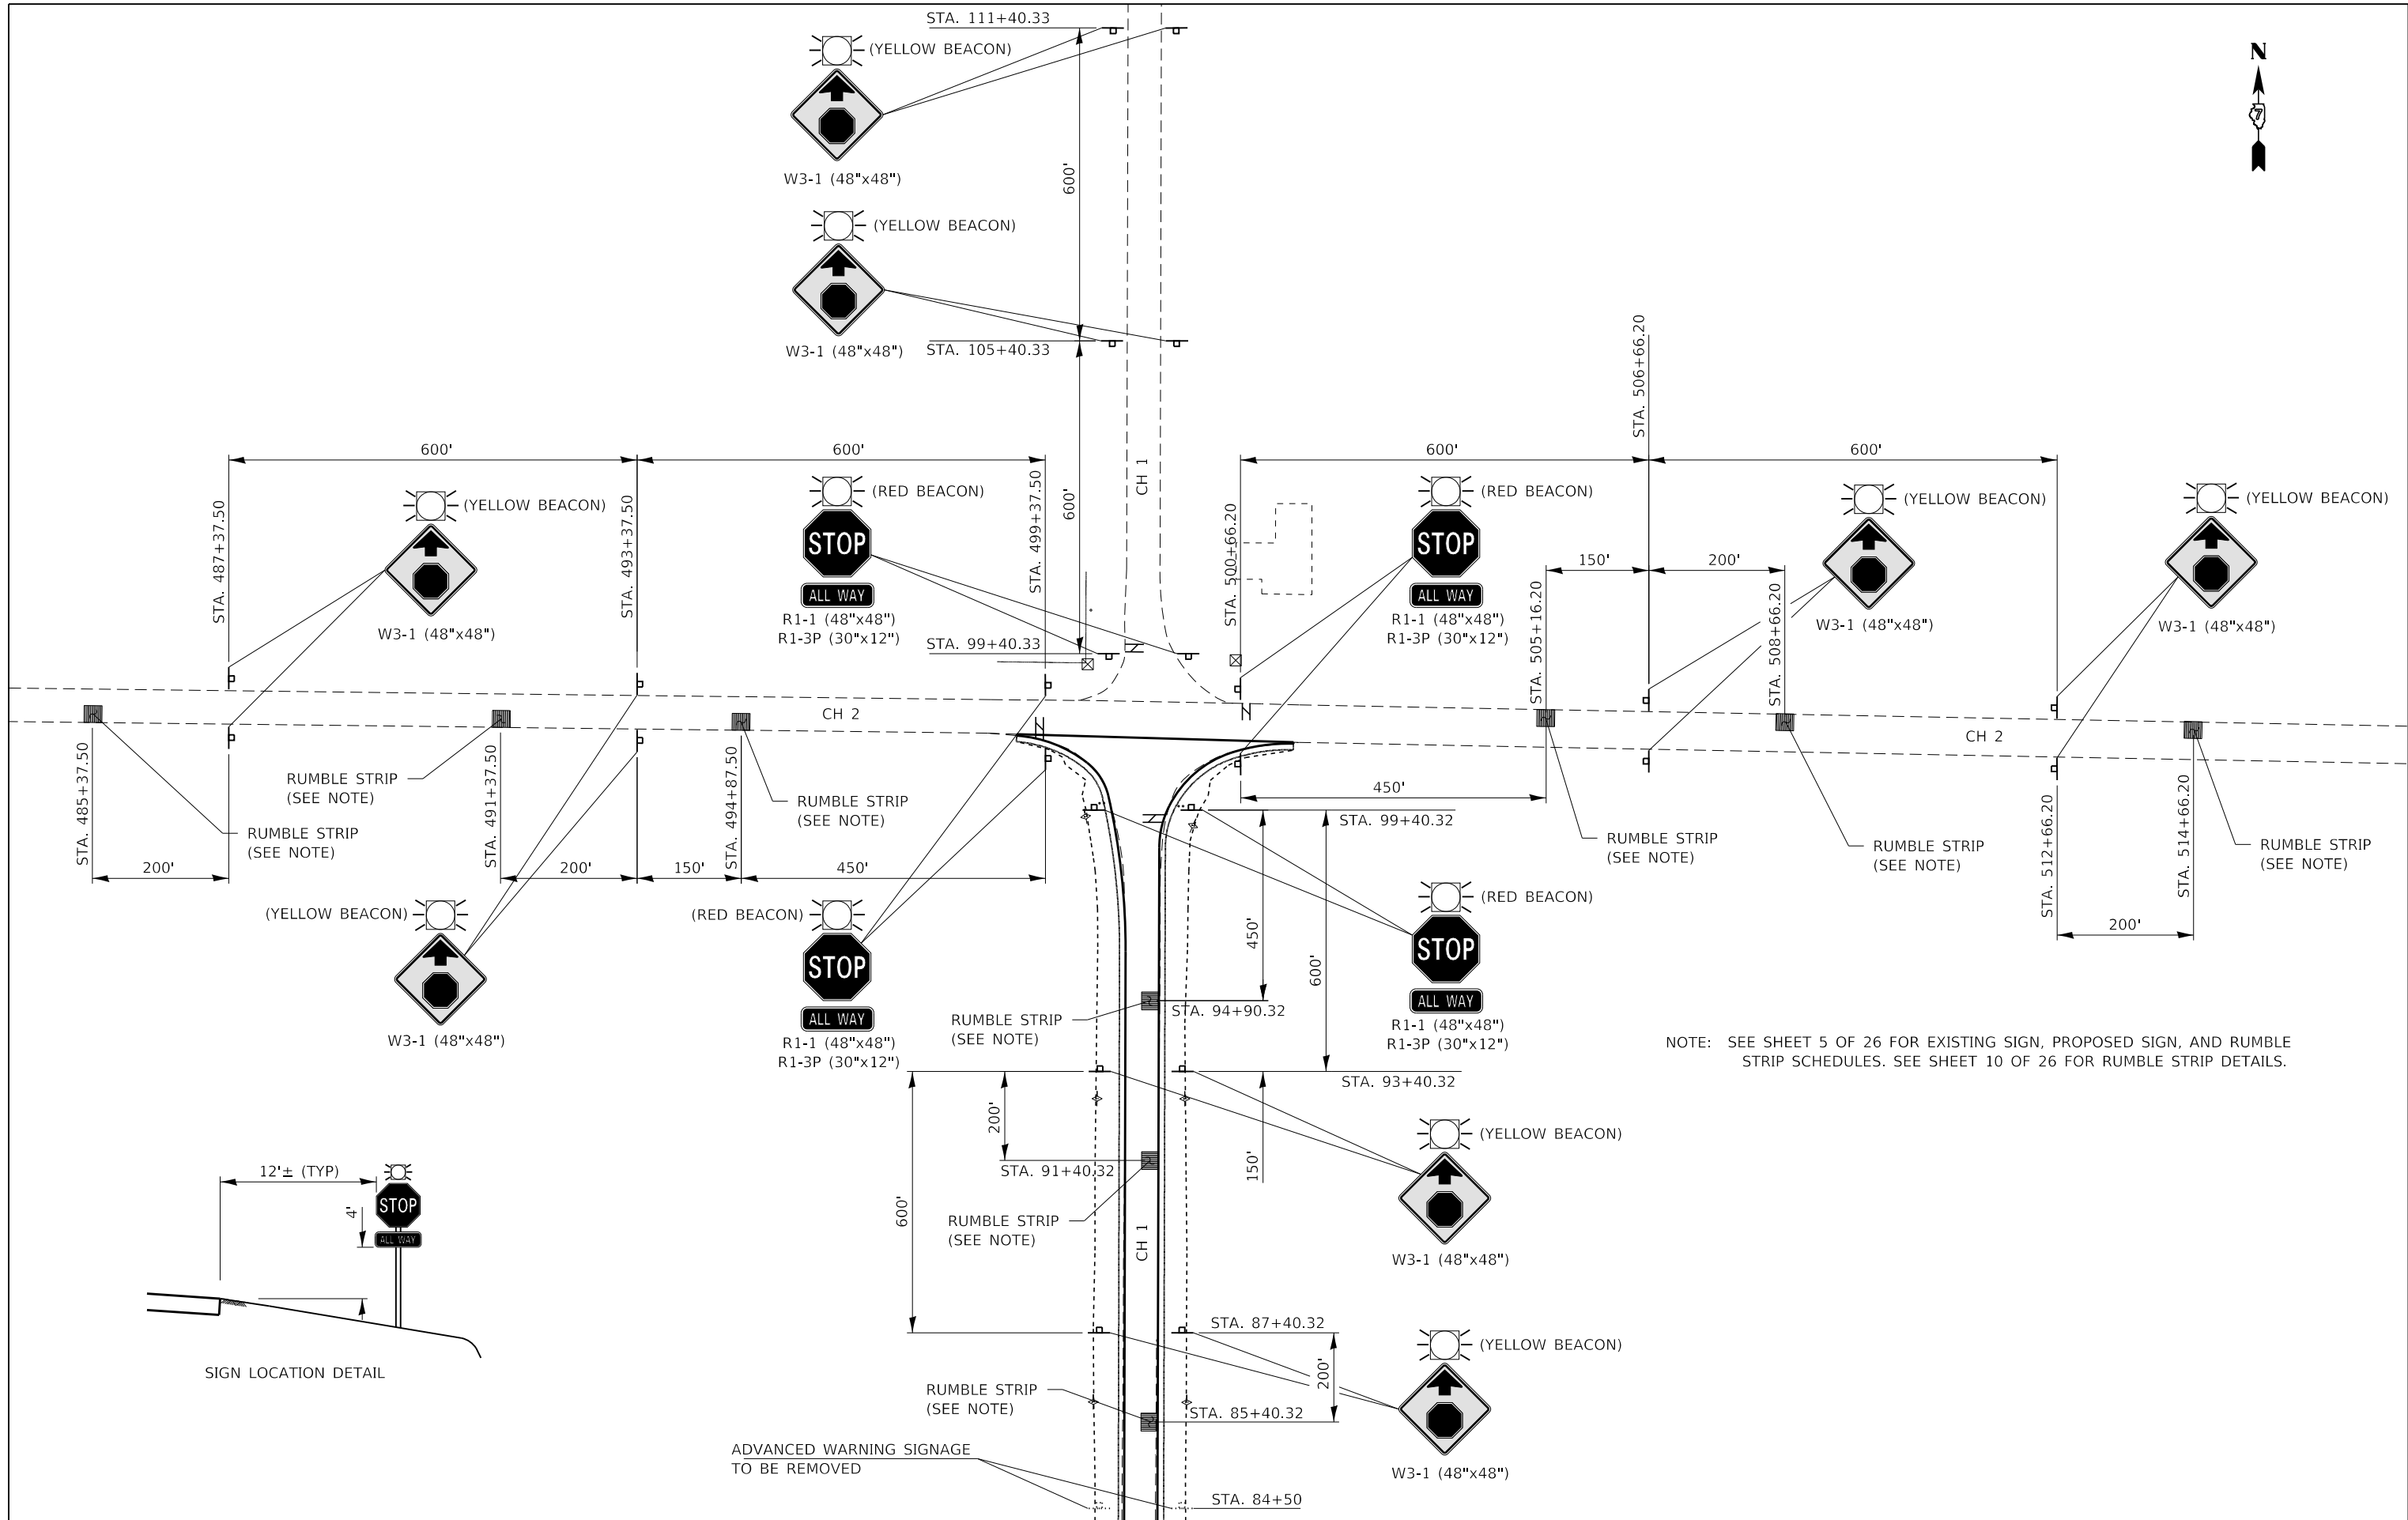 STA. 111+40.33
N
(YELLOW BEACON)
7
W3-1 (48"x48")
600'
(YELLOW BEACON)
W3-1 (48"x48")
STA. 105+40.33
STA. 506+66.20
600'
600'
600'
600'
STA. 487+37.50
(YELLOW BEACON)
W3-1 (48"x48")
STA. 493+37.50
(RED BEACON)
STOP
ALL WAY
R1-1 (48"x48")
R1-3P (30"x12")
STA. 499+37.50
600'
CH 1
STA. 99+40.33
STA. 500+66.20
(RED BEACON)
STOP
ALL WAY
R1-1 (48"x48")
R1-3P (30"x12")
150'
200'
STA. 505+16.20
STA. 508+66.20
(YELLOW BEACON)
W3-1 (48"x48")
(YELLOW BEACON)
W3-1 (48"x48")
CH 2
CH 2
STA. 485+37.50
RUMBLE STRIP
(SEE NOTE)
RUMBLE STRIP
(SEE NOTE)
STA. 491+37.50
STA. 494+87.50
RUMBLE STRIP
(SEE NOTE)
200'
200'
150'
450'
450'
STA. 99+40.32
RUMBLE STRIP
(SEE NOTE)
RUMBLE STRIP
(SEE NOTE)
STA. 512+66.20
STA. 514+66.20
RUMBLE STRIP
(SEE NOTE)
200'
(YELLOW BEACON)
W3-1 (48"x48")
(RED BEACON)
STOP
ALL WAY
R1-1 (48"x48")
R1-3P (30"x12")
450'
600'
(RED BEACON)
STOP
ALL WAY
R1-1 (48"x48")
R1-3P (30"x12")
RUMBLE STRIP
(SEE NOTE)
STA. 94+90.32
NOTE: SEE SHEET 5 OF 26 FOR EXISTING SIGN, PROPOSED SIGN, AND RUMBLE
STRIP SCHEDULES. SEE SHEET 10 OF 26 FOR RUMBLE STRIP DETAILS.
STA. 93+40.32
600'
200'
STA. 91+40.32
150'
(YELLOW BEACON)
W3-1 (48"x48")
RUMBLE STRIP
(SEE NOTE)
CH 1
12'± (TYP)
4'
STOP
ALL WAY
SIGN LOCATION DETAIL
STA. 87+40.32
200'
(YELLOW BEACON)
W3-1 (48"x48")
RUMBLE STRIP
(SEE NOTE)
STA. 85+40.32
ADVANCED WARNING SIGNAGE
TO BE REMOVED
STA. 84+50